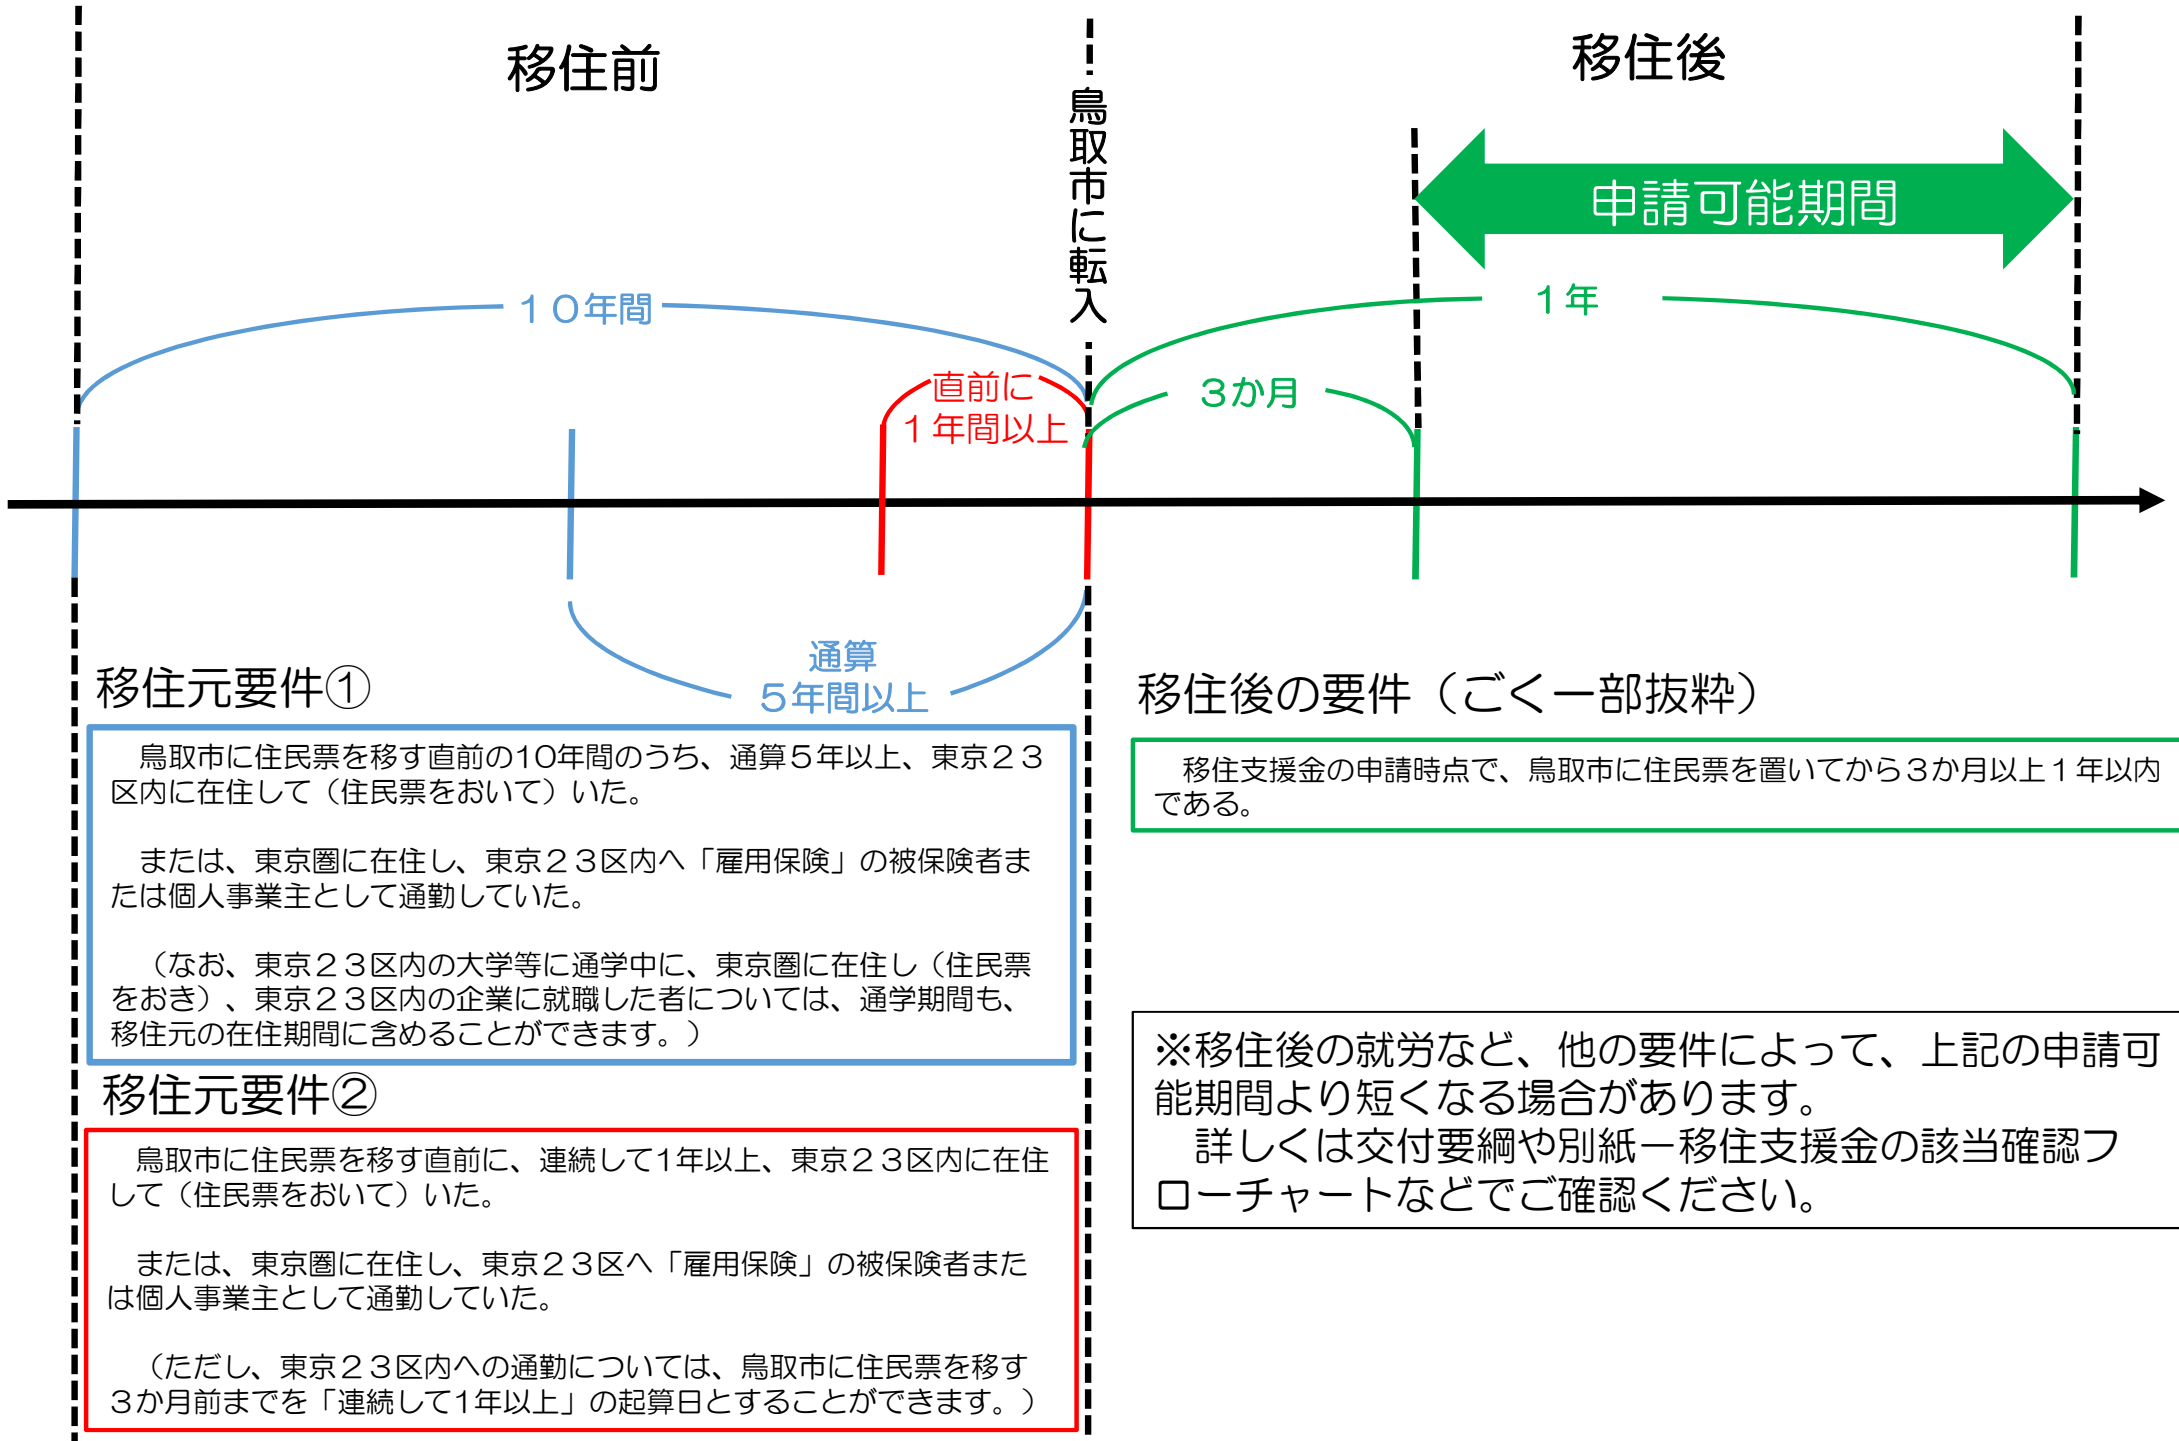 移住前
移住後
鳥取市に転入
申請可能期間
１０年間
１年
直前に
１年間以上
３か月
通算
５年間以上
移住元要件①
鳥取市に住民票を移す直前の10年間のうち、通算５年以上、東京２３
区内に在住して（住民票をおいて）いた。
または、東京圏に在住し、東京２３区内へ「雇用保険」の被保険者ま
たは個人事業主として通勤していた。
（なお、東京２３区内の大学等に通学中に、東京圏に在住し（住民票
をおき）、東京２３区内の企業に就職した者については、通学期間も、
移住元の在住期間に含めることができます。）
移住元要件②
鳥取市に住民票を移す直前に、連続して1年以上、東京２３区内に在住
して（住民票をおいて）いた。
または、東京圏に在住し、東京２３区へ「雇用保険」の被保険者また
は個人事業主として通勤していた。
（ただし、東京２３区内への通勤については、鳥取市に住民票を移す
３か月前までを「連続して1年以上」の起算日とすることができます。）
移住後の要件（ごく一部抜粋）
移住支援金の申請時点で、鳥取市に住民票を置いてから３か月以上１年以内
である。
※移住後の就労など、他の要件によって、上記の申請可
能期間より短くなる場合があります。
詳しくは交付要綱や別紙ー移住支援金の該当確認フ
ローチャートなどでご確認ください。